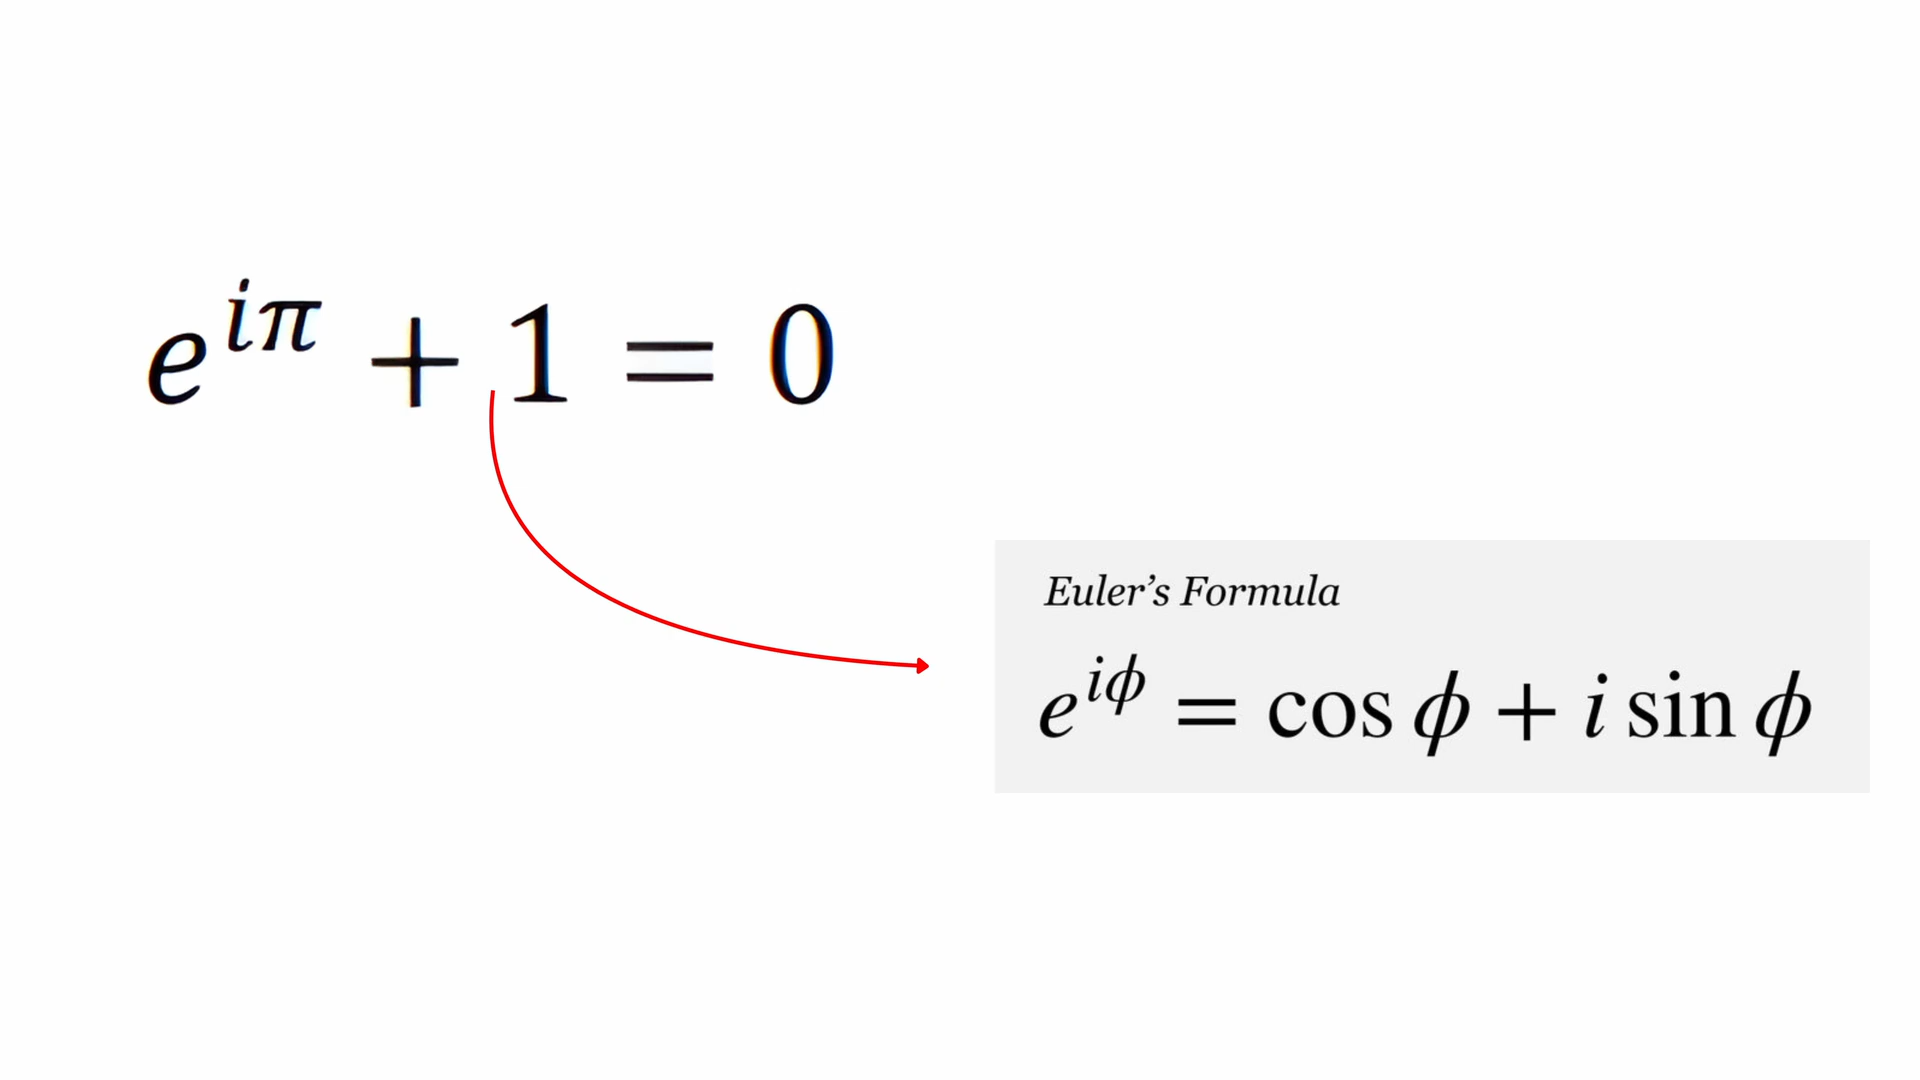 e^{iπ} + 1 = 0
Euler’s Formula
e^{iϕ} = cos ϕ + i sin ϕ